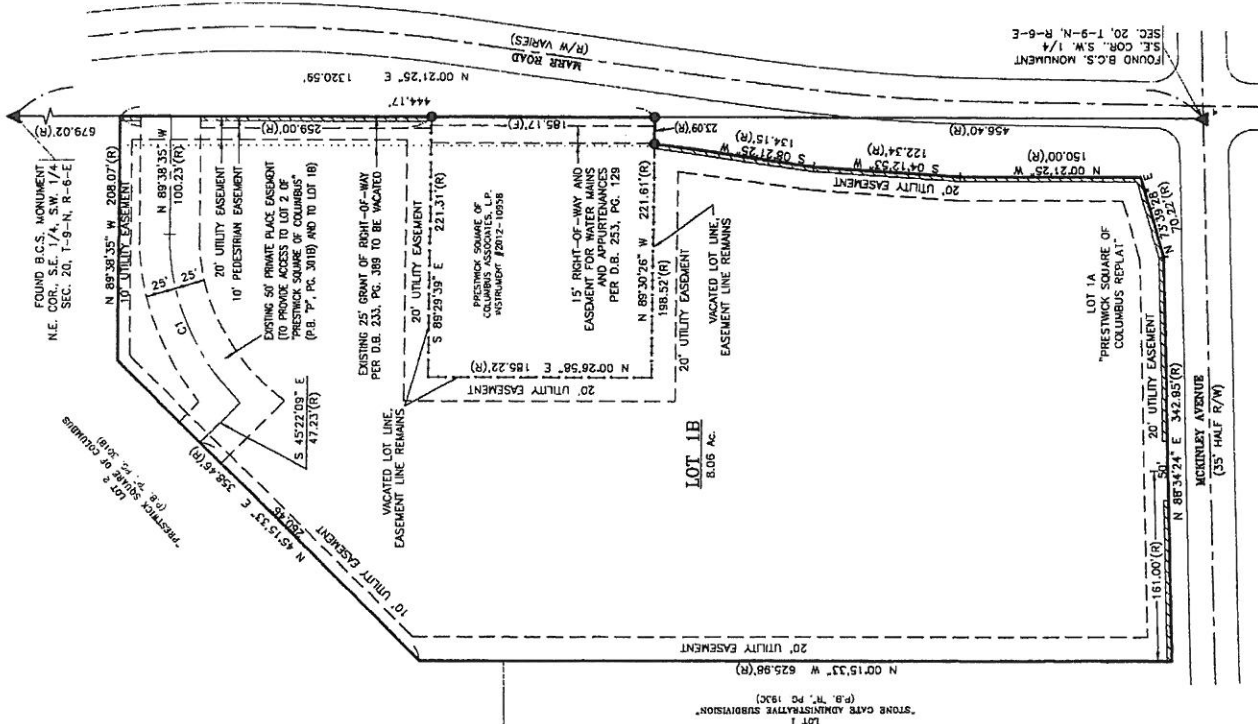 FOUND B.C.S. MONUMENT
N.E. COR., S.E. 1/4, S.W. 1/4
SEC. 20, T-9-N, R-6-E
679.02'(R)
N 89°38'35" W 208.07'(R)
10' UTILITY EASEMENT
N 89°38'35" W
100.23'(R)
25' 25'
C1
20' UTILITY EASEMENT
10' PEDESTRIAN EASEMENT
EXISTING 50' PRIVATE PLACE EASEMENT
(TO PROVIDE ACCESS TO LOT 2 OF
"PRESTWICK SQUARE OF COLUMBUS"
(P.B. "P", PG. 301B) AND TO LOT 1B)
259.00'(R)
EXISTING 25' GRANT OF RIGHT-OF-WAY
PER D.B. 233, PG. 389 TO BE VACATED
444.17'
N 00°21'25" E 1320.59'
MARR ROAD
(R/W VARIES)
LOT 2
"PRESTWICK SQUARE OF COLUMBUS
(P.B. "P", PG. 301B)
S 45°22'09" E
47.23'(R)
N 45°15'33" E 358.46'(R)
260.46
10' UTILITY EASEMENT
VACATED LOT LINE,
EASEMENT LINE REMAINS
20' UTILITY EASEMENT
S 89°29'39" E 221.31'(R)
PRESTWICK SQUARE OF
COLUMBUS ASSOCIATES, L.P.
INSTRUMENT #2012-10958
185.17'(F)
15' RIGHT-OF-WAY AND
EASEMENT FOR WATER MAINS
AND APPURTENANCES
PER D.B. 253, PG. 129
N 00°26'58" E 185.22'(R)
20' UTILITY EASEMENT
N 89°30'26" W 221.81'(R)
198.52'(R)
23.09'(R)
20' UTILITY EASEMENT
VACATED LOT LINE,
EASEMENT LINE REMAINS
S 08°21'25" W
134.15'(R)
S 04°12'53" W
122.34'(R)
N 00°21'25" W
150.00'(R)
456.40'(R)
20' UTILITY EASEMENT
FOUND B.C.S. MONUMENT
S.E. COR., S.W. 1/4
SEC. 20, T-9-N, R-6-E
LOT 1B
8.06 Ac.
LOT 1A
"PRESTWICK SQUARE OF
COLUMBUS REPLAT"
N 75°39'28" E
70.22'(R)
20' UTILITY EASEMENT
50'
N 88°34'24" E 342.95'(R)
161.00'(R)
MCKINLEY AVENUE
(35' HALF R/W)
20' UTILITY EASEMENT
N 00°15'33" W 625.98'(R)
LOT 1
"STONE GATE ADMINISTRATIVE SUBDIVISION"
(P.B. "R", PG 193C)